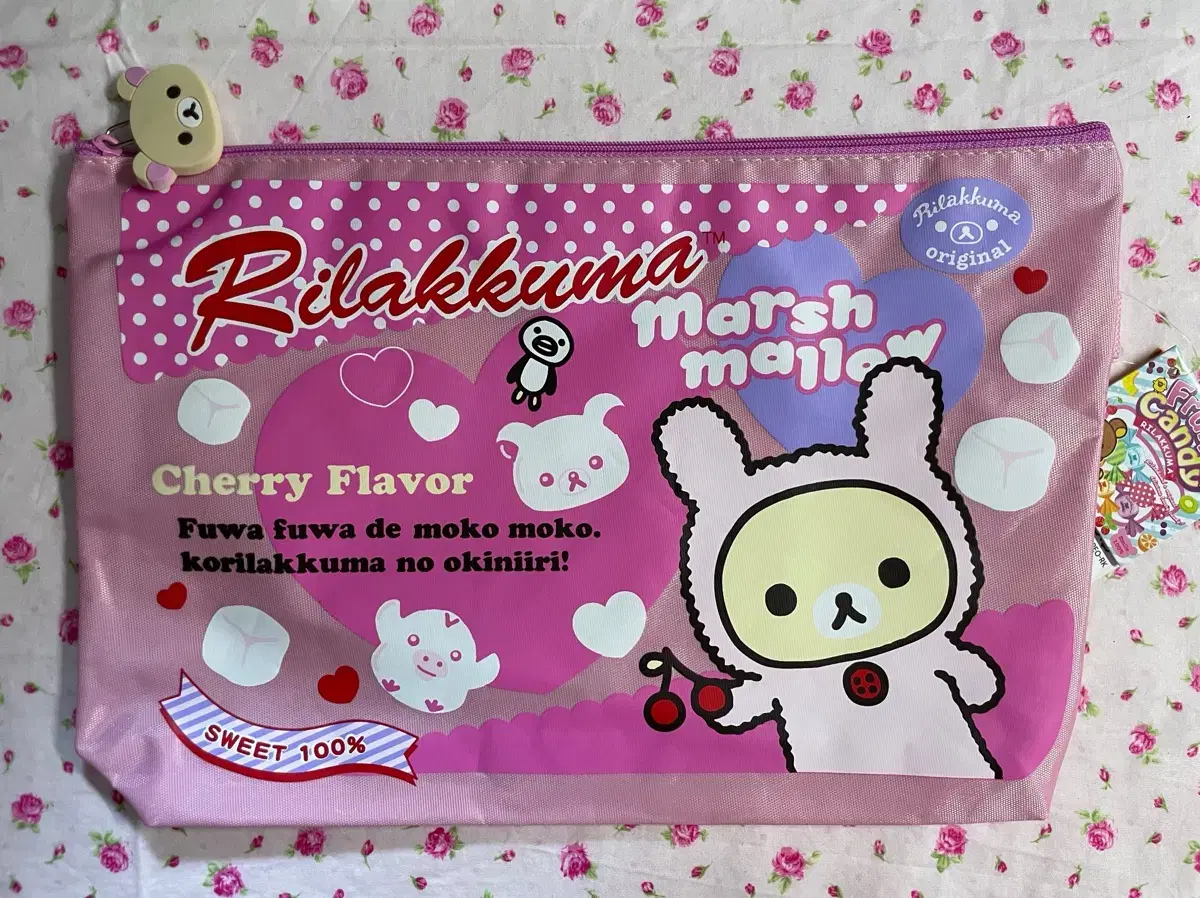 Rilakkuma™
Rilakkuma
original
marsh
mallow
Cherry Flavor
Fuwa fuwa de moko moko.
korilakkuma no okiniiri!
SWEET 100%
Candy
RILAKKUMA